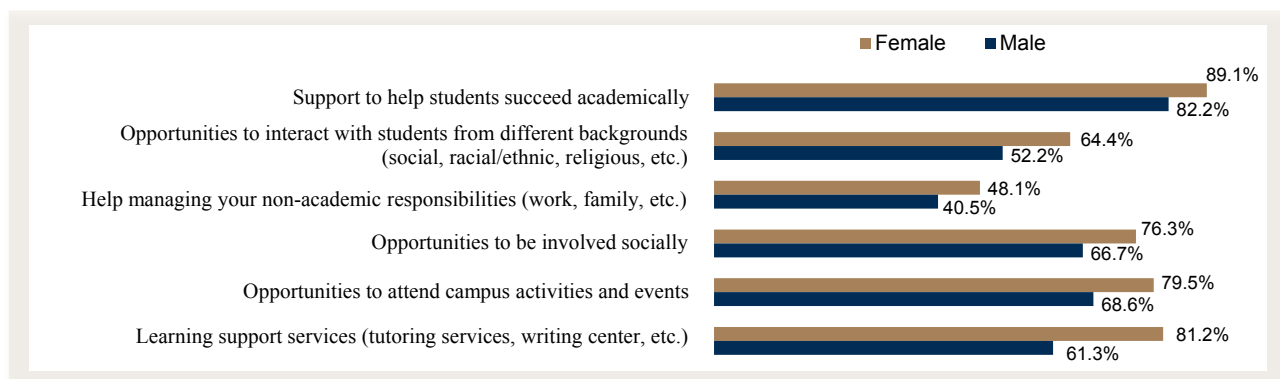 Female Male
Support to help students succeed academically
89.1%
82.2%
Opportunities to interact with students from different backgrounds
(social, racial/ethnic, religious, etc.)
64.4%
52.2%
Help managing your non-academic responsibilities (work, family, etc.)
48.1%
40.5%
Opportunities to be involved socially
76.3%
66.7%
Opportunities to attend campus activities and events
79.5%
68.6%
Learning support services (tutoring services, writing center, etc.)
81.2%
61.3%